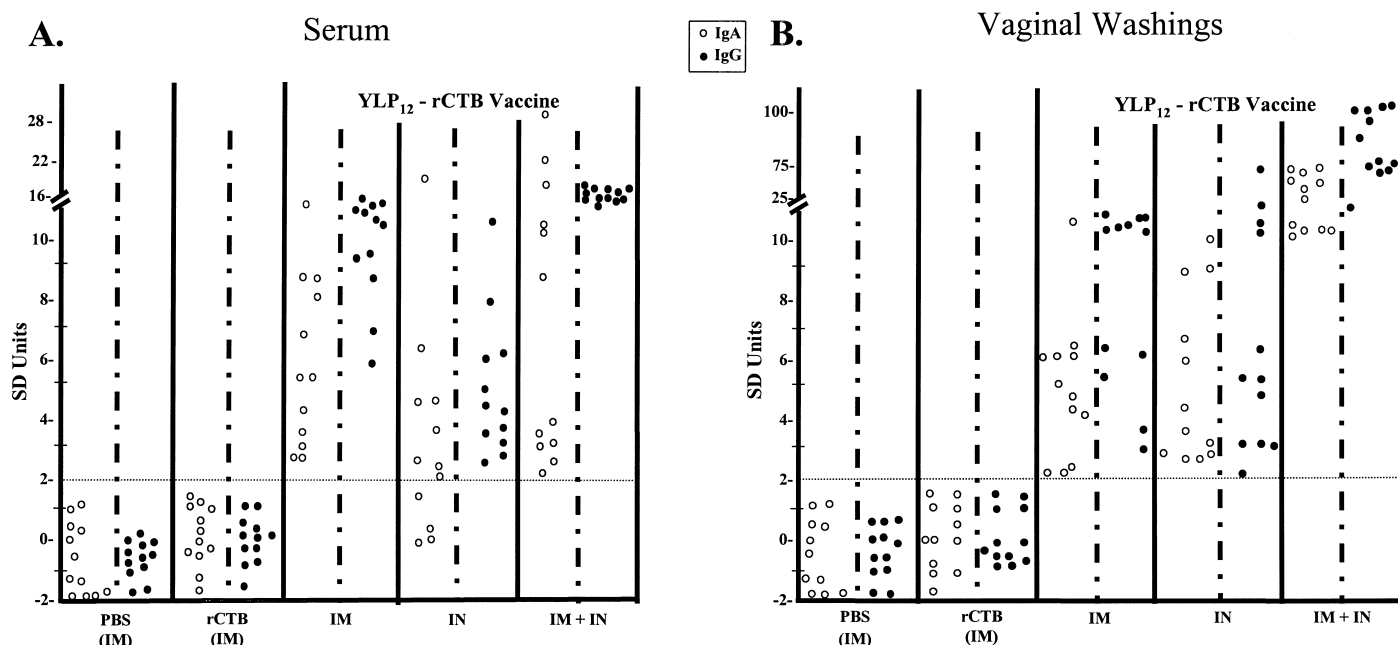 A.
Serum
IgA
IgG
B.
Vaginal Washings
YLP12 - rCTB Vaccine
28
22
16
10
8
6
4
2
0
-2
SD Units
PBS
(IM)
rCTB
(IM)
IM
IN
IM + IN
YLP12 - rCTB Vaccine
100
75
25
10
8
6
4
2
0
-2
SD Units
PBS
(IM)
rCTB
(IM)
IM
IN
IM + IN